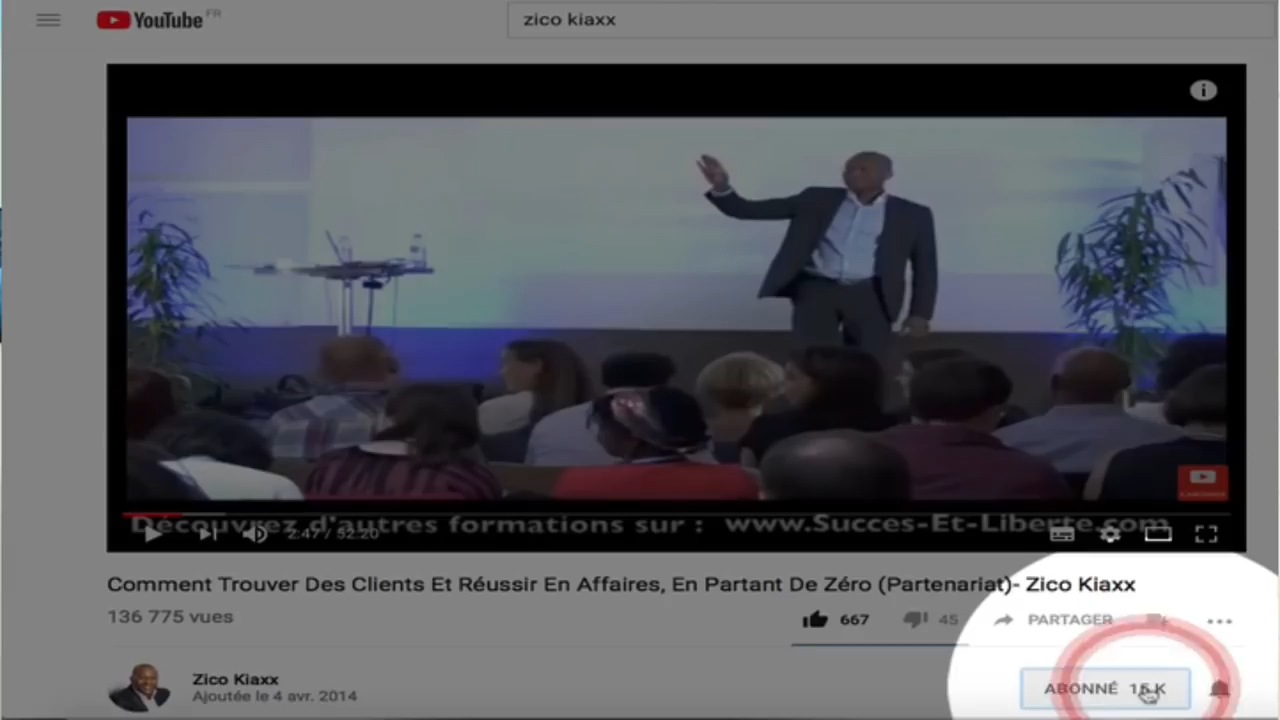 YouTube FR
zico kiaxx
Découvrez d'autres formations sur : www.Succes-Et-Liberte.com
2:47 / 52:20
Comment Trouver Des Clients Et Réussir En Affaires, En Partant De Zéro (Partenariat)- Zico Kiaxx
136 775 vues
667 45 PARTAGER
Zico Kiaxx
Ajoutée le 4 avr. 2014
ABONNÉ 15 K